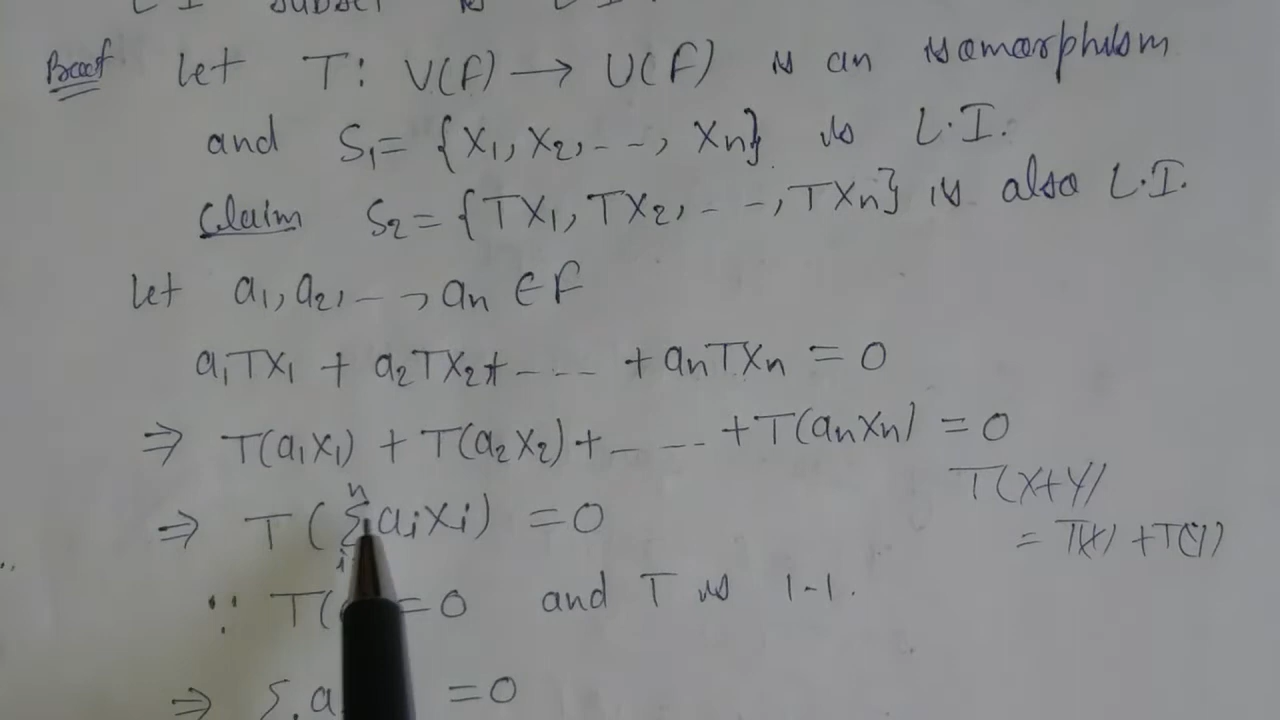 L I subset is L I.
Proof Let T: V(F) → U(F) is an isomorphism
and S₁ = {X₁, X₂, - - -, Xn} is L.I.
Claim S₂ = {TX₁, TX₂, - - -, TXn} is also L.I.
Let a₁, a₂, - - , an ∈ F
a₁TX₁ + a₂TX₂ + - - - - + anTXn = 0
⇒ T(a₁X₁) + T(a₂X₂) + - - - - + T(anXn) = 0
T(X+Y)
= T(X) + T(Y)
⇒ T(∑ⁿ aᵢXᵢ) = 0
∵ T( = 0 and T is 1-1.
⇒ ∑ a = 0